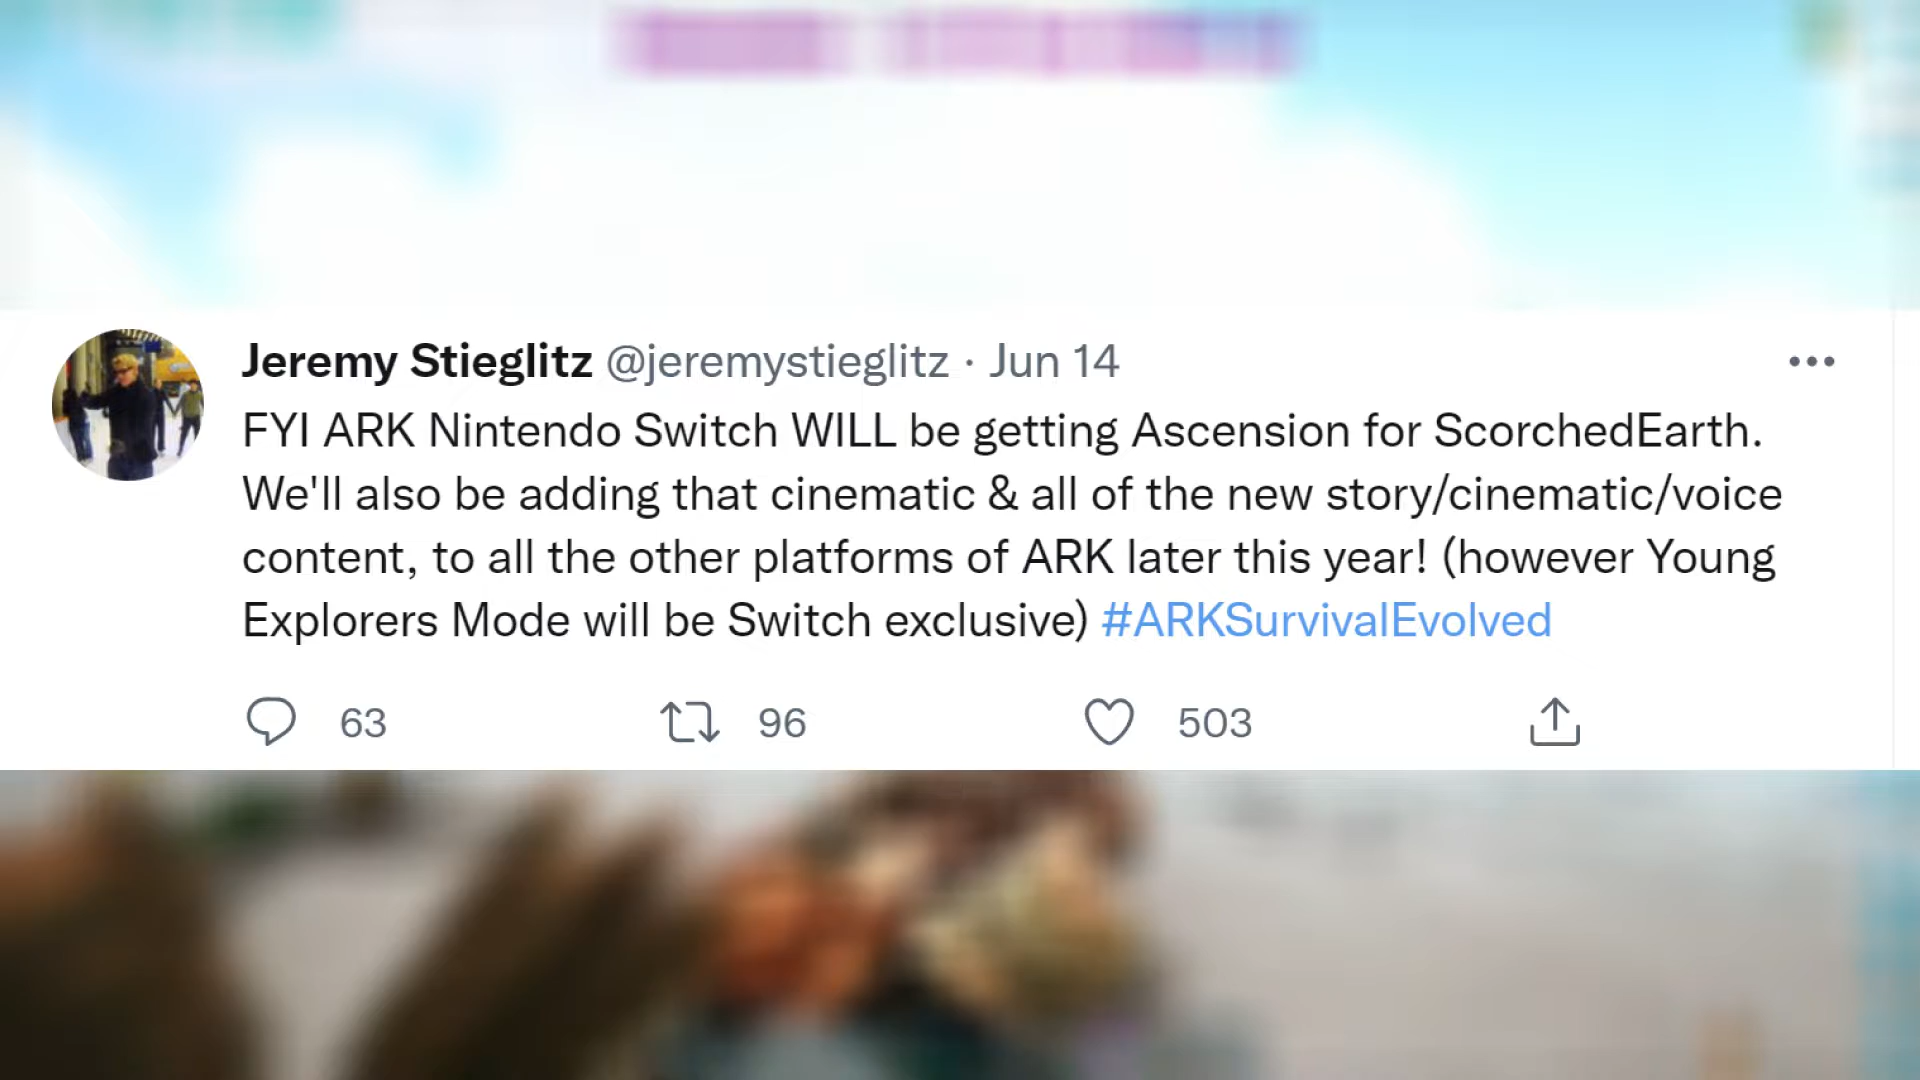 Jeremy Stieglitz @jeremystieglitz · Jun 14
FYI ARK Nintendo Switch WILL be getting Ascension for ScorchedEarth.
We'll also be adding that cinematic & all of the new story/cinematic/voice
content, to all the other platforms of ARK later this year! (however Young
Explorers Mode will be Switch exclusive) #ARKSurvivalEvolved
63 96 503